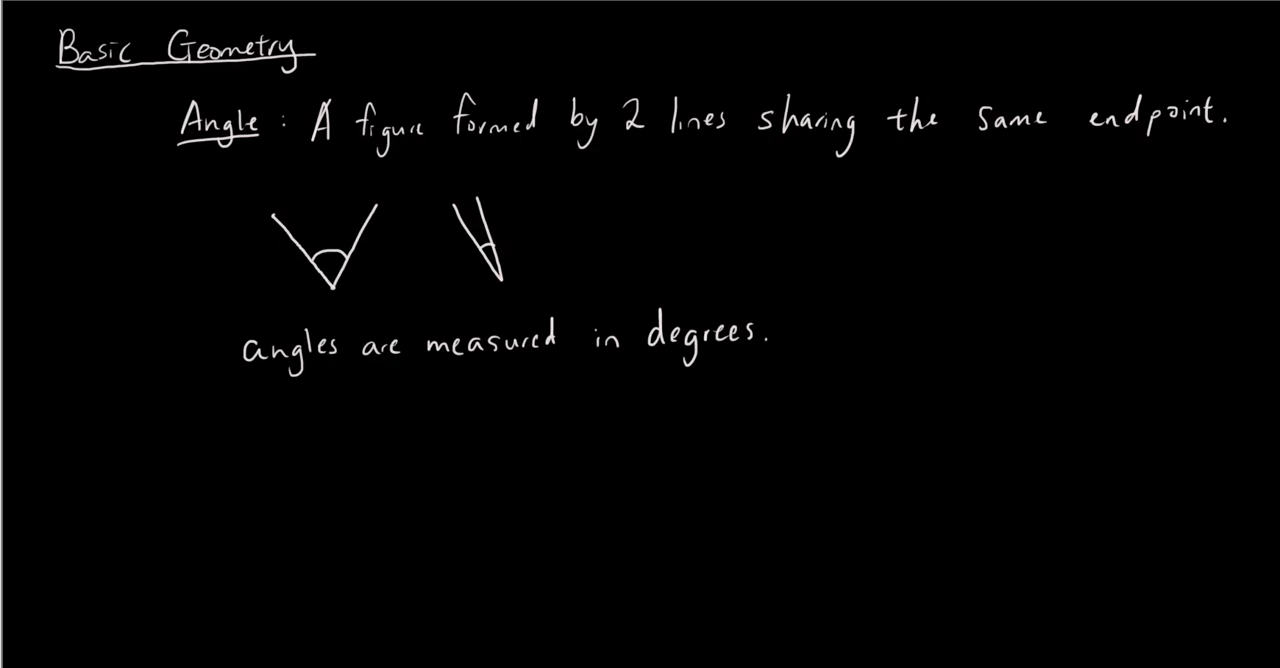 Basic Geometry
Angle : A figure formed by 2 lines sharing the same endpoint.
angles are measured in degrees.